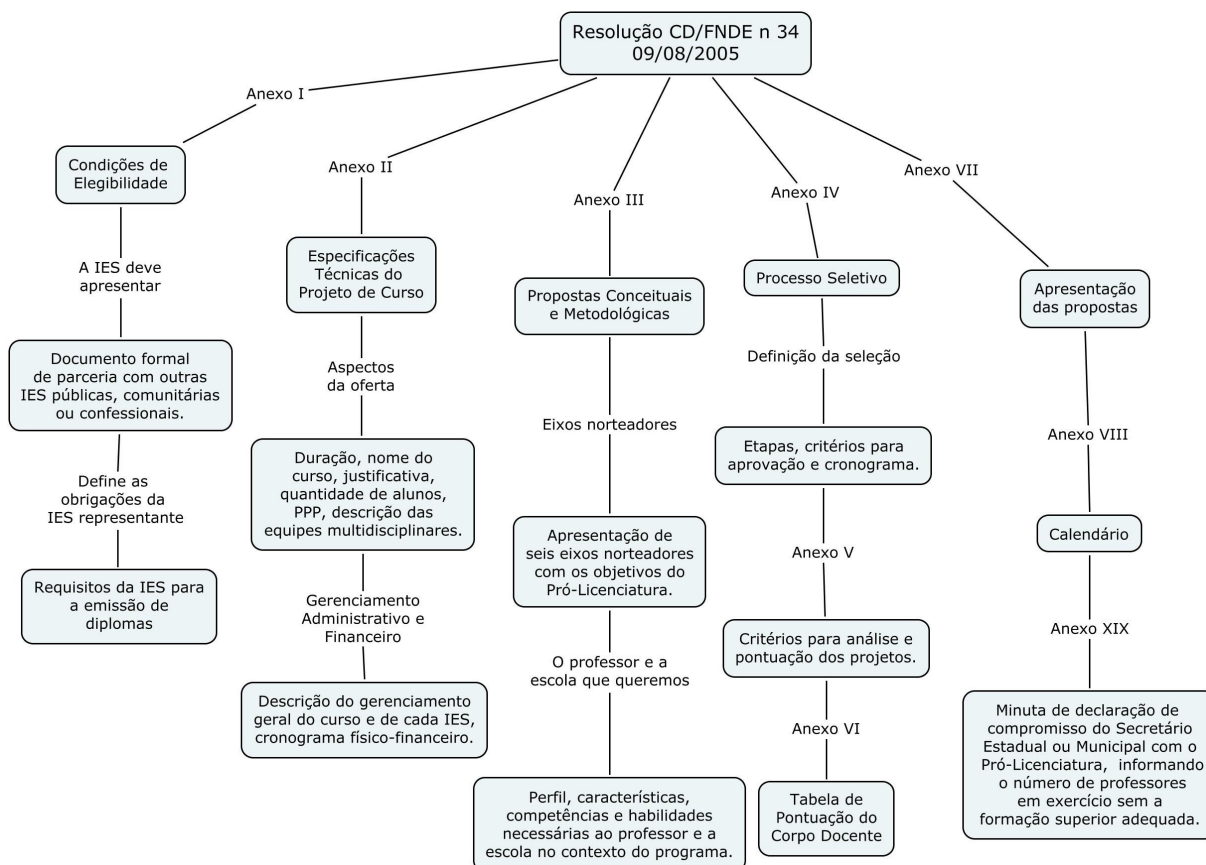 Resolução CD/FNDE n 34
09/08/2005
Anexo I
Condições de
Elegibilidade
A IES deve
apresentar
Documento formal
de parceria com outras
IES públicas, comunitárias
ou confessionais.
Define as
obrigações da
IES representante
Requisitos da IES para
a emissão de
diplomas
Anexo II
Especificações
Técnicas do
Projeto de Curso
Aspectos
da oferta
Duração, nome do
curso, justificativa,
quantidade de alunos,
PPP, descrição das
equipes multidisciplinares.
Gerenciamento
Administrativo e
Financeiro
Descrição do gerenciamento
geral do curso e de cada IES,
cronograma físico-financeiro.
Anexo III
Propostas Conceituais
e Metodológicas
Eixos norteadores
Apresentação de
seis eixos norteadores
com os objetivos do
Pró-Licenciatura.
O professor e a
escola que queremos
Perfil, características,
competências e habilidades
necessárias ao professor e a
escola no contexto do programa.
Anexo IV
Processo Seletivo
Definição da seleção
Etapas, critérios para
aprovação e cronograma.
Anexo V
Critérios para análise e
pontuação dos projetos.
Anexo VI
Tabela de
Pontuação do
Corpo Docente
Anexo VII
Apresentação
das propostas
Anexo VIII
Calendário
Anexo XIX
Minuta de declaração de
compromisso do Secretário
Estadual ou Municipal com o
Pró-Licenciatura, informando
o número de professores
em exercício sem a
formação superior adequada.